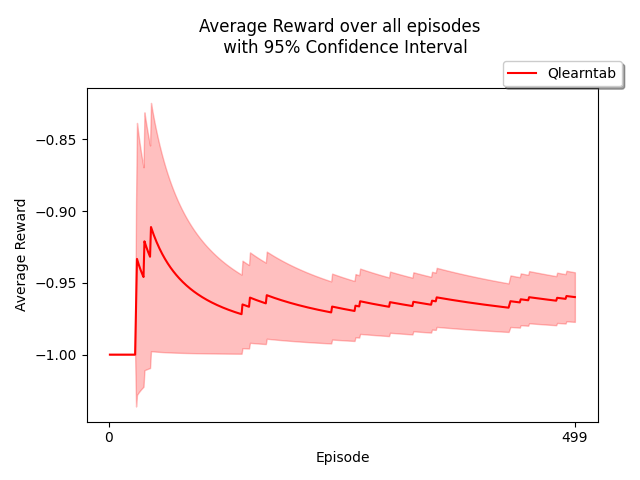 Average Reward over all episodes
with 95% Confidence Interval
Qlearntab
−0.85
−0.90
−0.95
−1.00
Average Reward
0
499
Episode